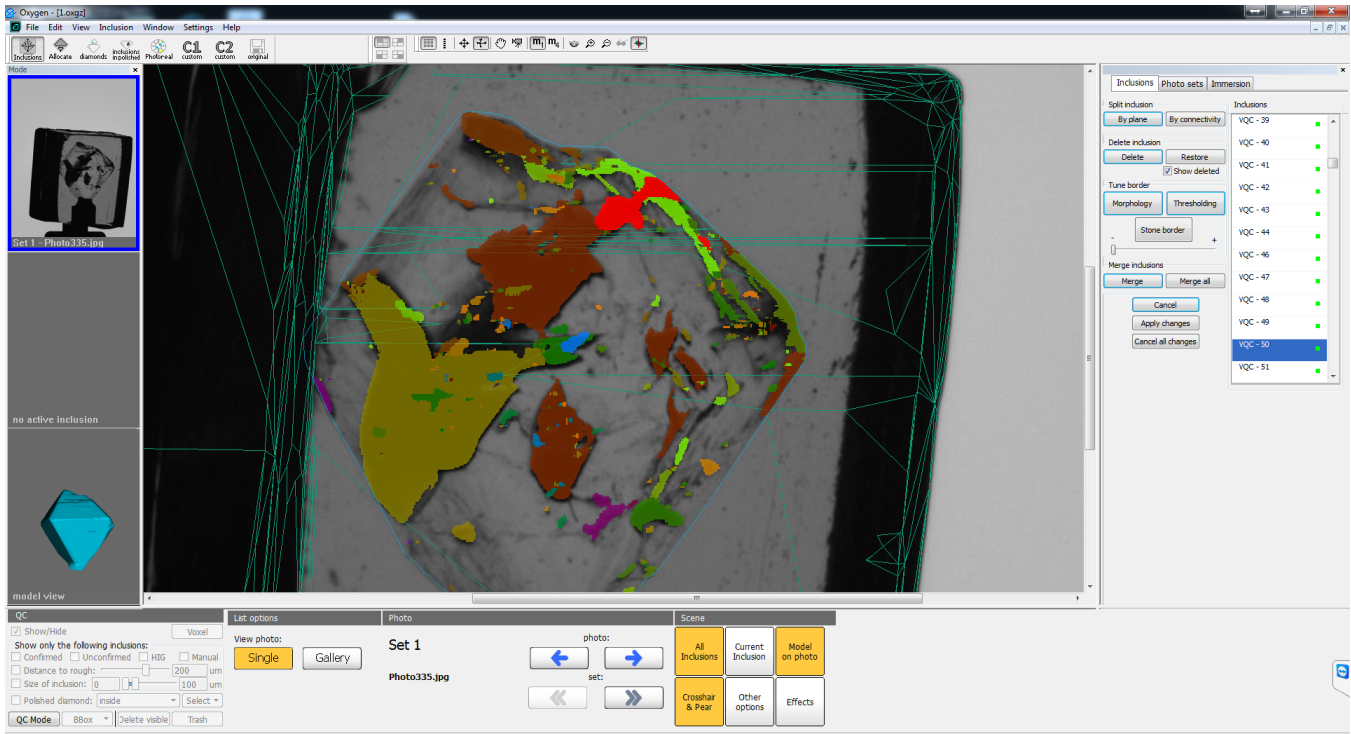 Oxygen - [1.oxgz]
File Edit View Inclusion Window Settings Help
Inclusions Allocate diamonds inclusions inpolished Photoreal C1 custom C2 custom original
m1 m4
Mode
Set 1 - Photo335.jpg
no active inclusion
model view
Inclusions Photo sets Immersion
Split inclusion
By plane By connectivity
Delete inclusion
Delete Restore
Show deleted
Tune border
Morphology Thresholding
Stone border
- +
Merge inclusions
Merge Merge all
Cancel
Apply changes
Cancel all changes
Inclusions
VQC - 39
VQC - 40
VQC - 41
VQC - 42
VQC - 43
VQC - 44
VQC - 46
VQC - 47
VQC - 48
VQC - 49
VQC - 50
VQC - 51
QC
Show/Hide Voxel
Show only the following inclusions:
Confirmed Unconfirmed HIG Manual
Distance to rough: 200 um
Size of inclusion: 0 100 um
Polished diamond: inside Select
QC Mode BBox Delete visible Trash
List options
View photo:
Single Gallery
Photo
Set 1
Photo335.jpg
photo:
set:
Scene
All Inclusions
Current Inclusion
Model on photo
Crosshair & Pear
Other options
Effects